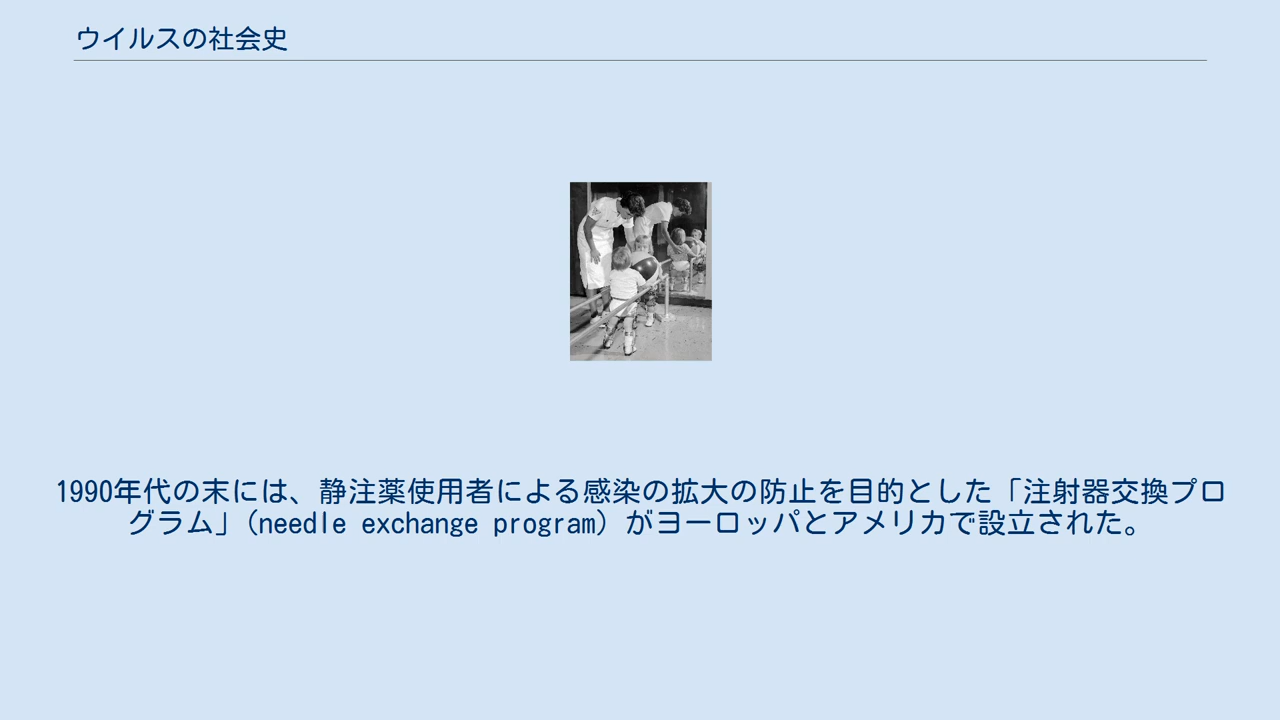 ウイルスの社会史
1990年代の末には、静注薬使用者による感染の拡大の防止を目的とした「注射器交換プロ
グラム」(needle exchange program) がヨーロッパとアメリカで設立された。